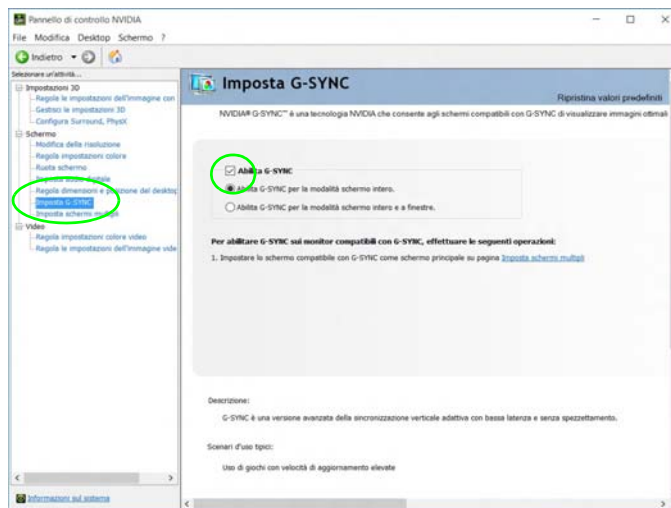 Pannello di controllo NVIDIA
File Modifica Desktop Schermo ?
Indietro
Selezionare un'attività...
Impostazioni 3D
Regola le impostazioni dell'immagine con
Gestisci le impostazioni 3D
Configura Surround, PhysX
Schermo
Modifica della risoluzione
Regola impostazioni colore
Ruota schermo
Imposta audio digitale
Regola dimensioni e posizione del desktop
Imposta G-SYNC
Imposta schermi multipli
Video
Regola impostazioni colore video
Regola le impostazioni dell'immagine vide
Informazioni sul sistema
Imposta G-SYNC
Ripristina valori predefiniti
NVIDIA® G-SYNC™ è una tecnologia NVIDIA che consente agli schermi compatibili con G-SYNC di visualizzare immagini ottimali
Abilita G-SYNC
Abilita G-SYNC per la modalità schermo intero.
Abilita G-SYNC per la modalità schermo intero e a finestre.
Per abilitare G-SYNC sui monitor compatibili con G-SYNC, effettuare le seguenti operazioni:
1. Impostare lo schermo compatibile con G-SYNC come schermo principale su pagina Imposta schermi multipli
Descrizione:
G-SYNC è una versione avanzata della sincronizzazione verticale adattiva con bassa latenza e senza spezzettamento.
Scenari d'uso tipici:
Uso di giochi con velocità di aggiornamento elevate